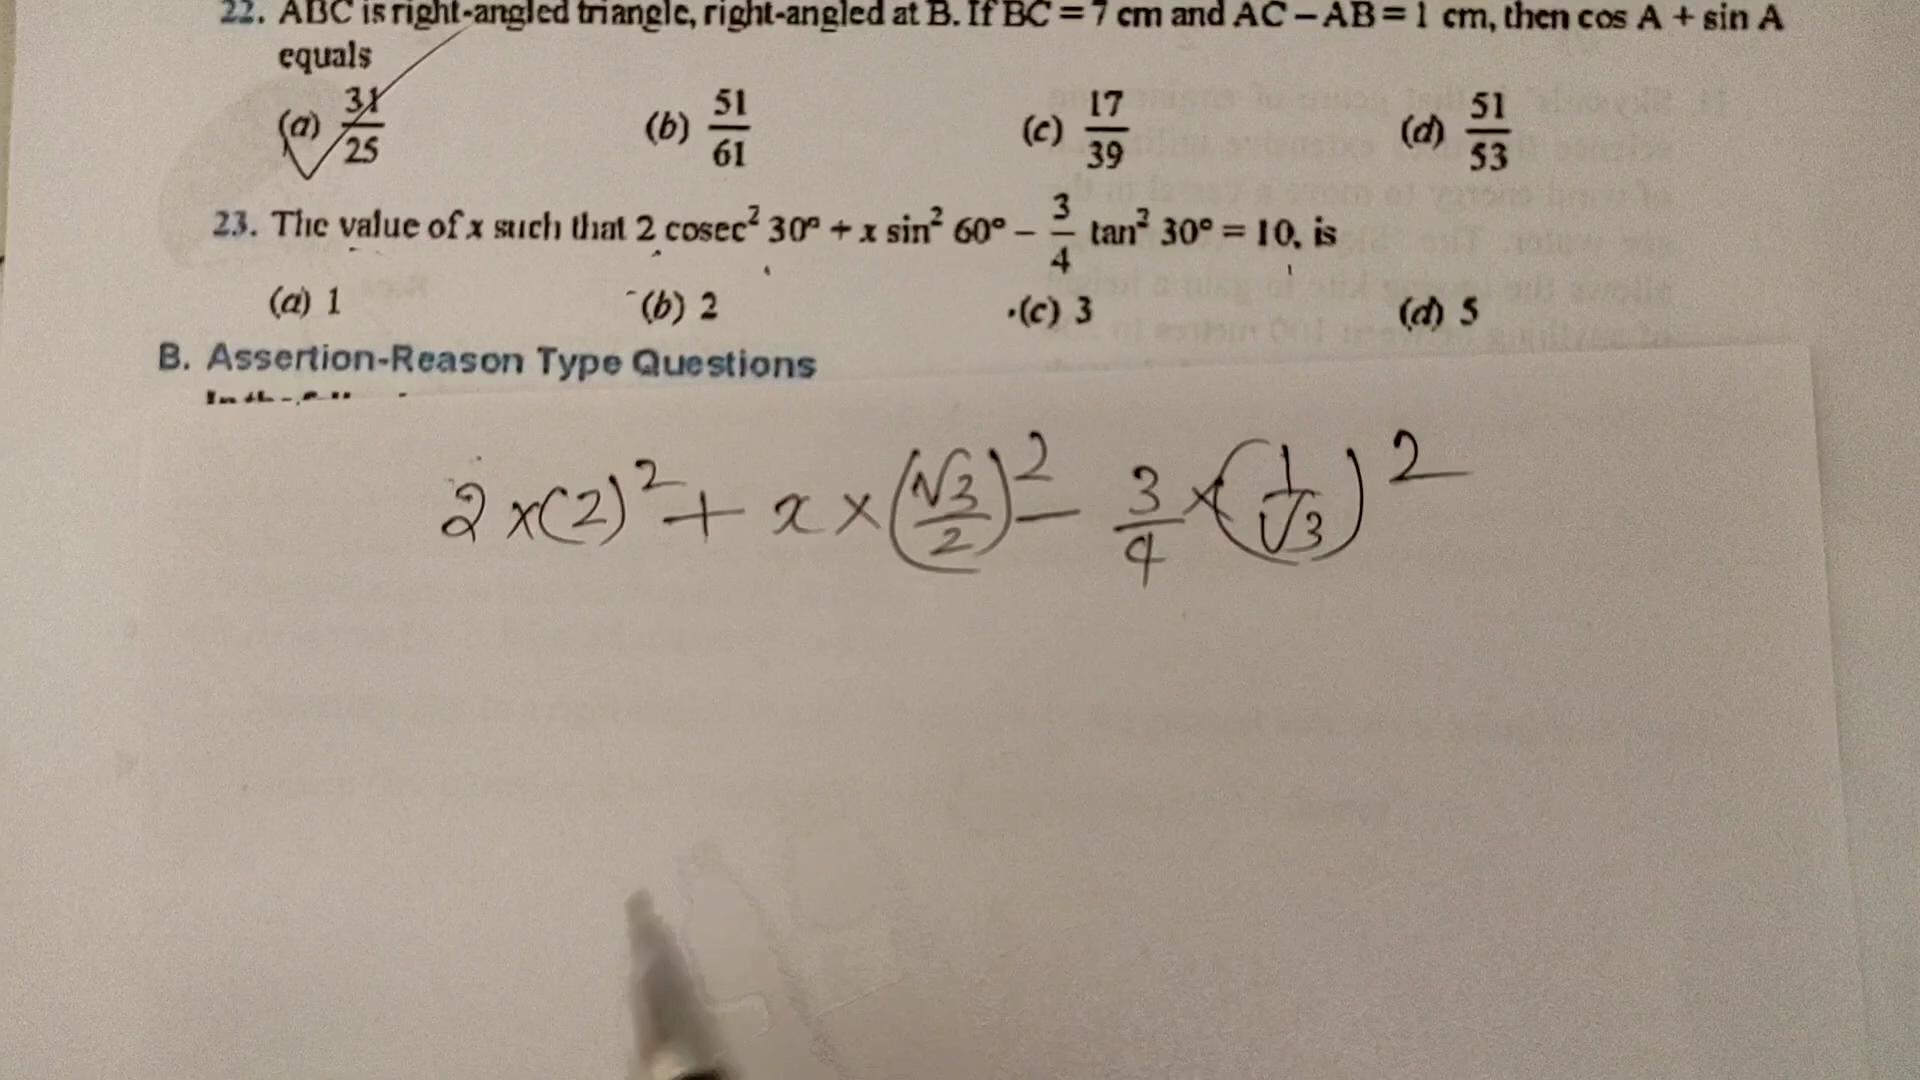 22. ABC is right-angled triangle, right-angled at B. If BC = 7 cm and AC – AB = 1 cm, then cos A + sin A
equals
(a) 31/25 (b) 51/61 (c) 17/39 (d) 51/53
23. The value of x such that 2 cosec² 30° + x sin² 60° – 3/4 tan² 30° = 10, is
(a) 1 (b) 2 (c) 3 (d) 5
B. Assertion-Reason Type Questions
2 × (2)² + x × (√3/2)² – 3/4 × (1/√3)²